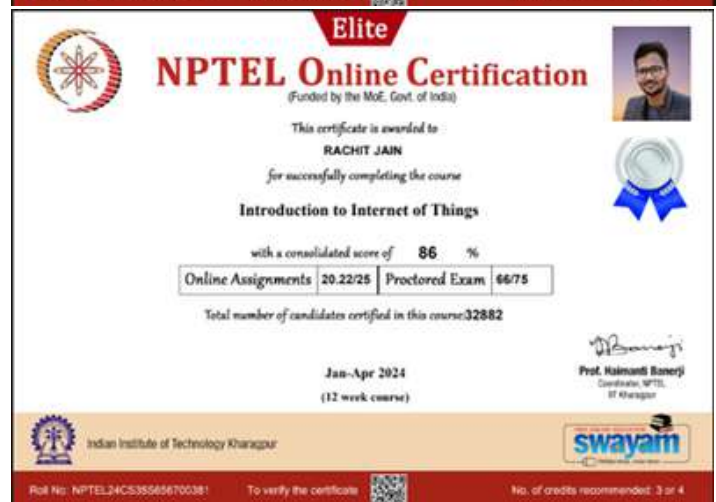 Elite
NPTEL Online Certification
(Funded by the MoE, Govt. of India)
This certificate is awarded to
RACHIT JAIN
for successfully completing the course
Introduction to Internet of Things
with a consolidated score of 86 %
Online Assignments 20.22/25 Proctored Exam 66/75
Total number of candidates certified in this course:32882
Jan-Apr 2024
(12 week course)
Prof. Haimanti Banerji
Coordinator, NPTEL
IIT Kharagpur
Indian Institute of Technology Kharagpur
swayam
Roll No: NPTEL24CS35S656700381 To verify the certificate No. of credits recommended: 3 or 4